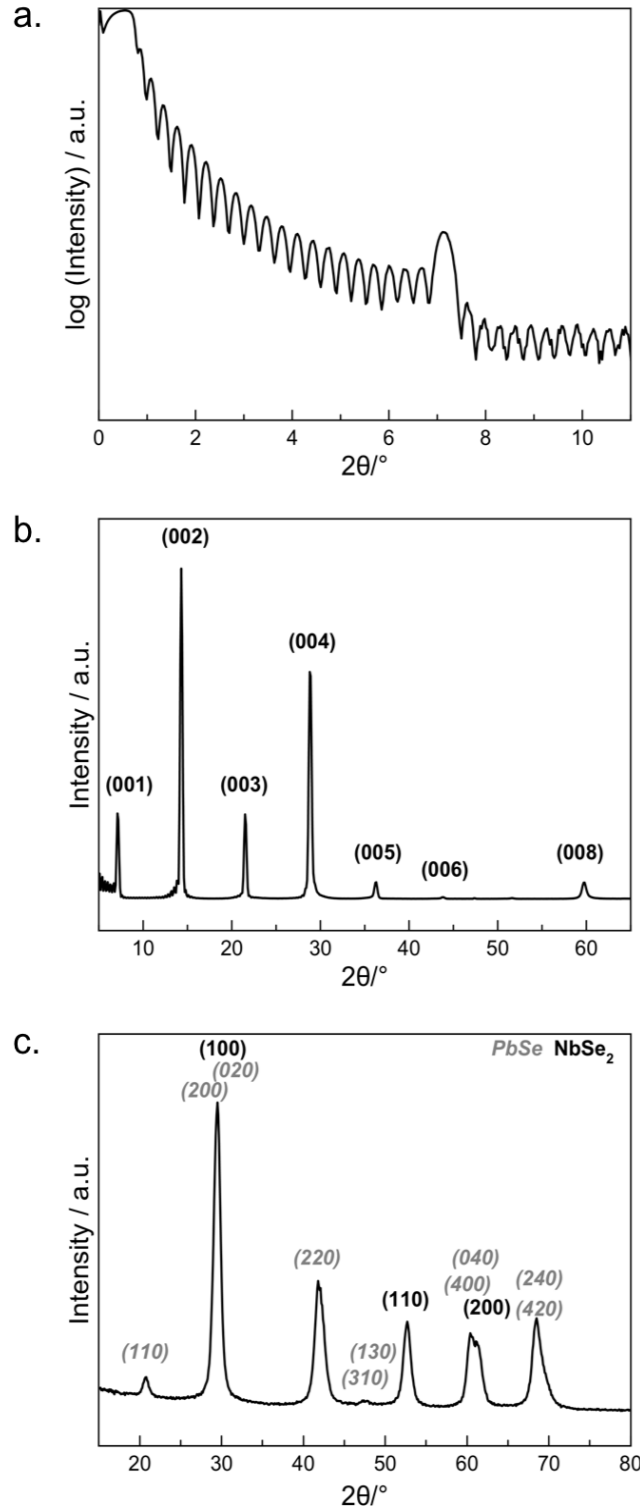 a.
log (Intensity) / a.u.
0 2 4 6 8 10
2θ/°
b.
(002)
(004)
(001)
(003)
(005)
(006)
(008)
Intensity / a.u.
10 20 30 40 50 60
2θ/°
c.
(100)
(020)
(200)
PbSe NbSe₂
(220)
(040)
(240)
(400)
(110)
(200)
(420)
(130)
(110)
(310)
Intensity / a.u.
20 30 40 50 60 70 80
2θ/°